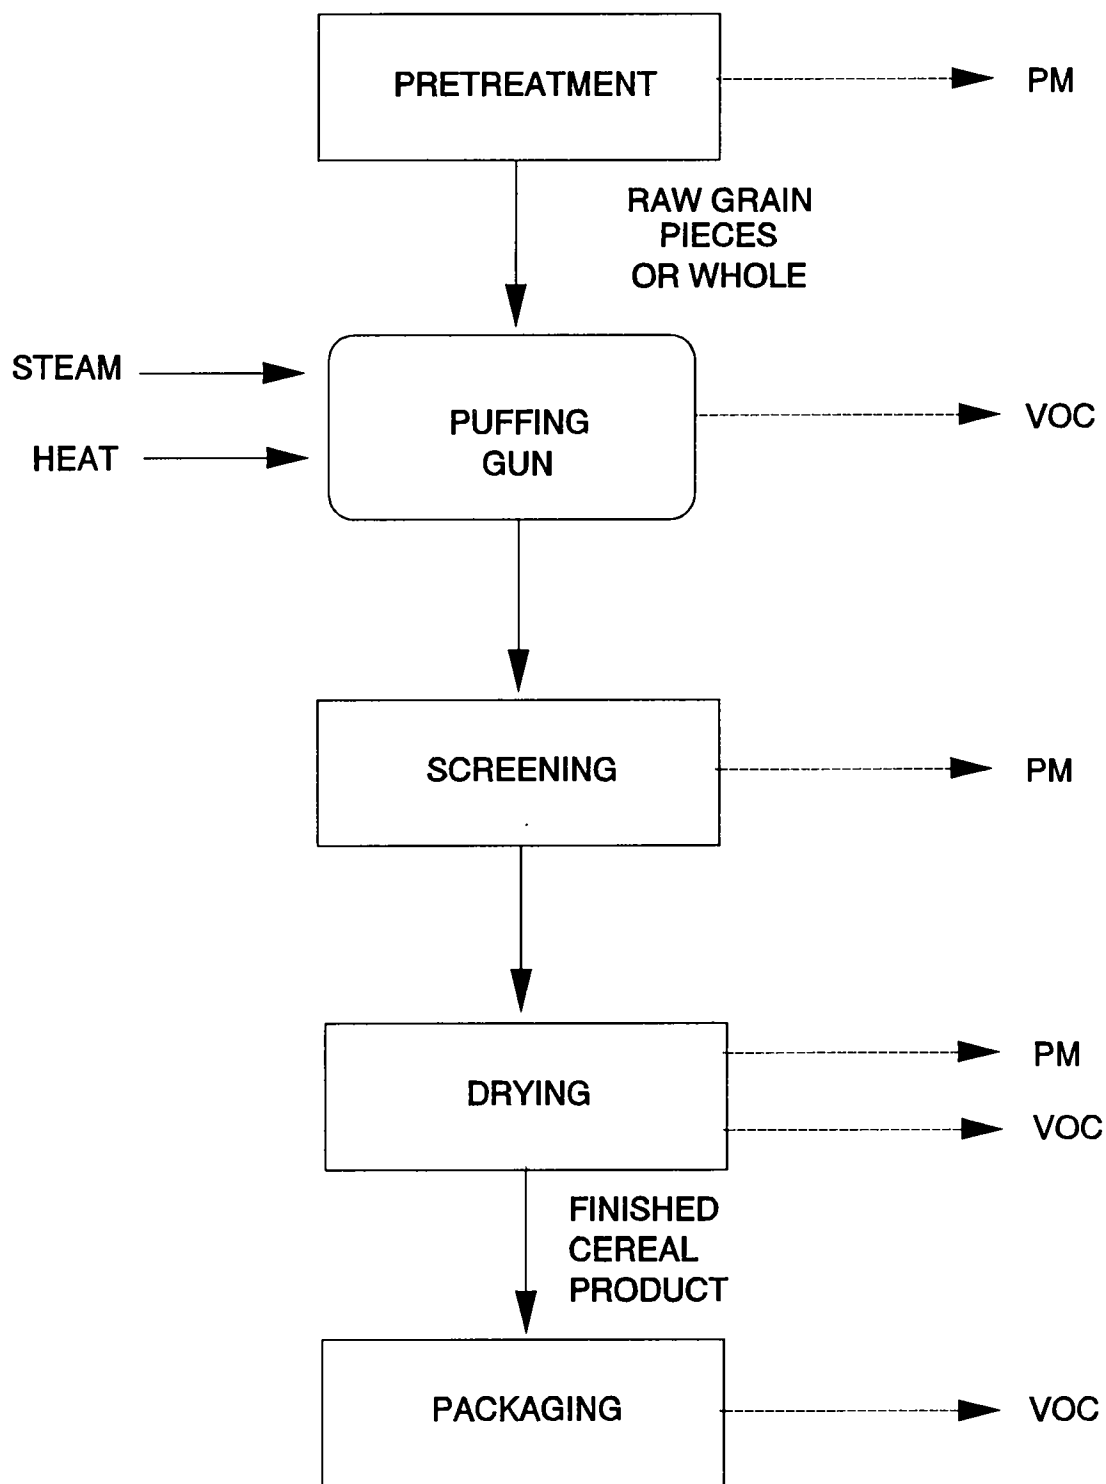 PRETREATMENT
PM
RAW GRAIN
PIECES
OR WHOLE
STEAM
HEAT
PUFFING
GUN
VOC
SCREENING
PM
DRYING
PM
VOC
FINISHED
CEREAL
PRODUCT
PACKAGING
VOC